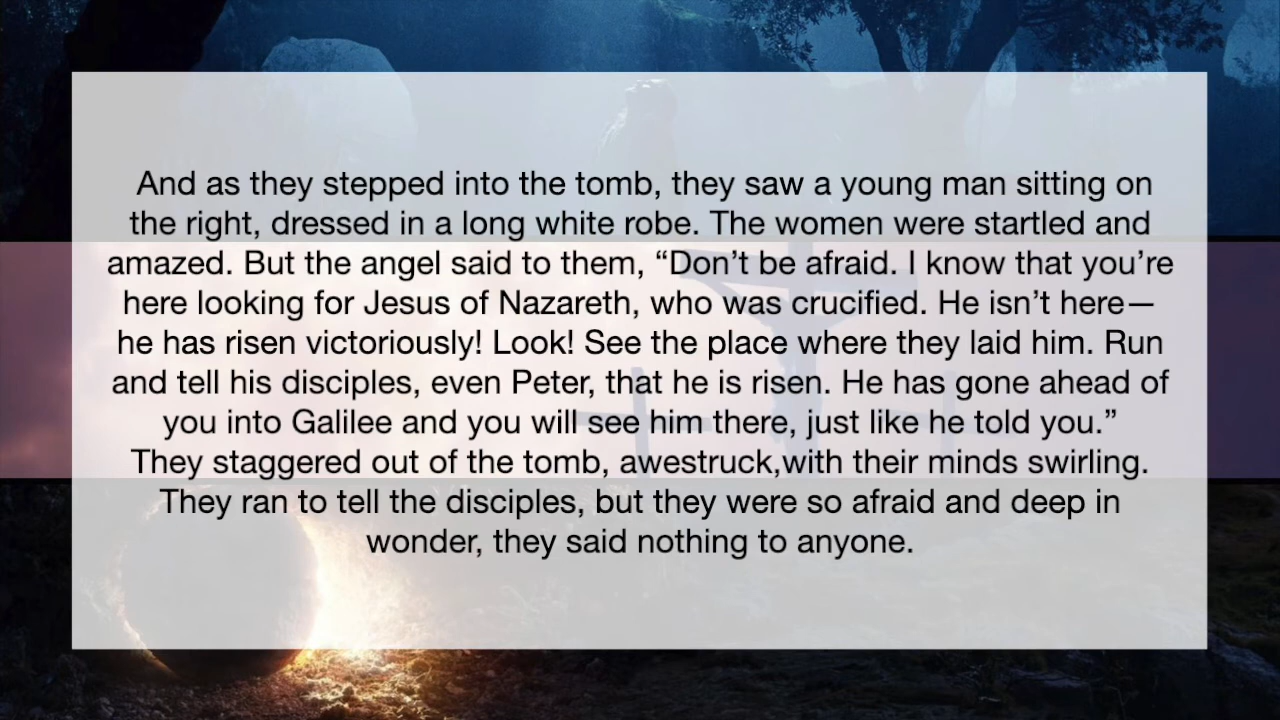 And as they stepped into the tomb, they saw a young man sitting on
the right, dressed in a long white robe. The women were startled and
amazed. But the angel said to them, “Don’t be afraid. I know that you’re
here looking for Jesus of Nazareth, who was crucified. He isn’t here—
he has risen victoriously! Look! See the place where they laid him. Run
and tell his disciples, even Peter, that he is risen. He has gone ahead of
you into Galilee and you will see him there, just like he told you.”
They staggered out of the tomb, awestruck,with their minds swirling.
They ran to tell the disciples, but they were so afraid and deep in
wonder, they said nothing to anyone.